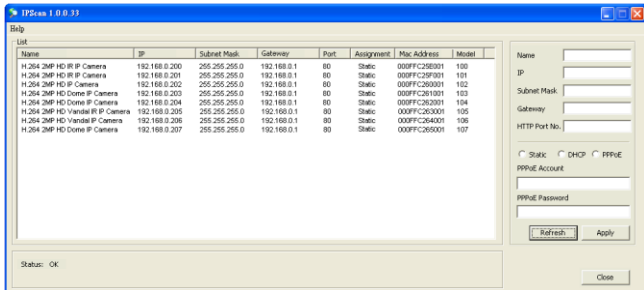 IPScan 1.0.0.33
Help
List
Name IP Subnet Mask Gateway Port Assignment Mac Address Model
H.264 2MP HD IR IP Camera 192.168.0.200 255.255.255.0 192.168.0.1 80 Static 000FFC25E001 100
H.264 2MP HD IR IP Camera 192.168.0.201 255.255.255.0 192.168.0.1 80 Static 000FFC25F001 101
H.264 2MP HD IP Camera 192.168.0.202 255.255.255.0 192.168.0.1 80 Static 000FFC260001 102
H.264 2MP HD Dome IP Camera 192.168.0.203 255.255.255.0 192.168.0.1 80 Static 000FFC261001 103
H.264 2MP HD Dome IP Camera 192.168.0.204 255.255.255.0 192.168.0.1 80 Static 000FFC262001 104
H.264 2MP HD Vandal IR IP Camera 192.168.0.205 255.255.255.0 192.168.0.1 80 Static 000FFC263001 105
H.264 2MP HD Vandal IP Camera 192.168.0.206 255.255.255.0 192.168.0.1 80 Static 000FFC264001 106
H.264 2MP HD Dome IP Camera 192.168.0.207 255.255.255.0 192.168.0.1 80 Static 000FFC265001 107
Name
IP
Subnet Mask
Gateway
HTTP Port No.
Static DHCP PPPoE
PPPoE Account
PPPoE Password
Refresh Apply
Status: OK
Close